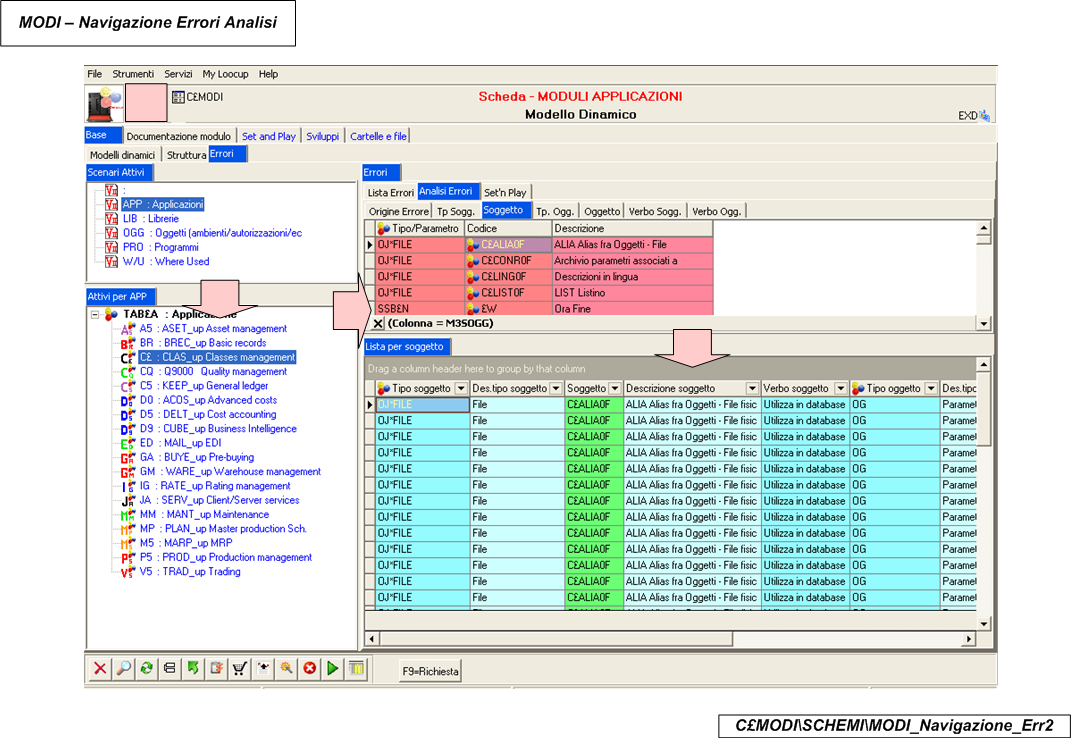 MODI – Navigazione Errori Analisi
File Strumenti Servizi My Loocup Help
C£MODI
Scheda - MODULI APPLICAZIONI
Modello Dinamico
EXD
Base Documentazione modulo Set and Play Sviluppi Cartelle e file
Modelli dinamici Struttura Errori
Scenari Attivi
:
APP : Applicazioni
LIB : Librerie
OGG : Oggetti (ambienti/autorizzazioni/ec
PRO : Programmi
W/U : Where Used
Attivi per APP
TAB£A : Applicazione
A5 : ASET_up Asset management
BR : BREC_up Basic records
C£ : CLAS_up Classes management
CQ : Q9000 Quality management
C5 : KEEP_up General ledger
D0 : ACOS_up Advanced costs
D5 : DELT_up Cost accounting
D9 : CUBE_up Business Intelligence
ED : MAIL_up EDI
GA : BUYE_up Pre-buying
GM : WARE_up Warehouse management
IG : RATE_up Rating management
JA : SERV_up Client/Server services
MM : MANT_up Maintenance
MP : PLAN_up Master production Sch.
M5 : MARP_up MRP
P5 : PROD_up Production management
V5 : TRAD_up Trading
Errori
Lista Errori Analisi Errori Set'n Play
Origine Errore Tp Sogg. Soggetto Tp. Ogg. Oggetto Verbo Sogg. Verbo Ogg.
Tipo/Parametro Codice Descrizione
OJ*FILE C£ALIA0F ALIA Alias fra Oggetti - File
OJ*FILE C£CONR0F Archivio parametri associati a
OJ*FILE C£LING0F Descrizioni in lingua
OJ*FILE C£LIST0F LIST Listino
SSB£N £W Ora Fine
(Colonna = M3SOGG)
Lista per soggetto
Drag a column header here to group by that column
Tipo soggetto Des.tipo soggetto Soggetto Descrizione soggetto Verbo soggetto Tipo oggetto Des.tipo
OJ*FILE File C£ALIA0F ALIA Alias fra Oggetti - File fisic Utilizza in database OG Paramet
OJ*FILE File C£ALIA0F ALIA Alias fra Oggetti - File fisic Utilizza in database OG Paramet
OJ*FILE File C£ALIA0F ALIA Alias fra Oggetti - File fisic Utilizza in database OG Paramet
OJ*FILE File C£ALIA0F ALIA Alias fra Oggetti - File fisic Utilizza in database OG Paramet
OJ*FILE File C£ALIA0F ALIA Alias fra Oggetti - File fisic Utilizza in database OG Paramet
OJ*FILE File C£ALIA0F ALIA Alias fra Oggetti - File fisic Utilizza in database OG Paramet
OJ*FILE File C£ALIA0F ALIA Alias fra Oggetti - File fisic Utilizza in database OG Paramet
OJ*FILE File C£ALIA0F ALIA Alias fra Oggetti - File fisic Utilizza in database OG Paramet
OJ*FILE File C£ALIA0F ALIA Alias fra Oggetti - File fisic Utilizza in database OG Paramet
OJ*FILE File C£ALIA0F ALIA Alias fra Oggetti - File fisic Utilizza in database OG Paramet
OJ*FILE File C£ALIA0F ALIA Alias fra Oggetti - File fisic Utilizza in database OG Paramet
OJ*FILE File C£ALIA0F ALIA Alias fra Oggetti - File fisic Utilizza in database OG Paramet
OJ*FILE File C£ALIA0F ALIA Alias fra Oggetti - File fisic Utilizza in database OG Paramet
F9=Richiesta
C£MODI\SCHEMI\MODI_Navigazione_Err2